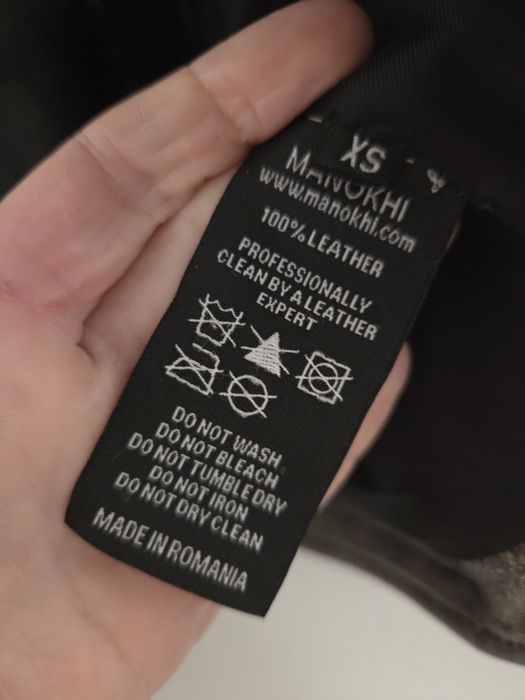 XS
MANOKHI
www.manokhi.com
100% LEATHER
PROFESSIONALLY
CLEAN BY A LEATHER
EXPERT
DO NOT WASH
DO NOT BLEACH
DO NOT TUMBLE DRY
DO NOT IRON
DO NOT DRY CLEAN
MADE IN ROMANIA